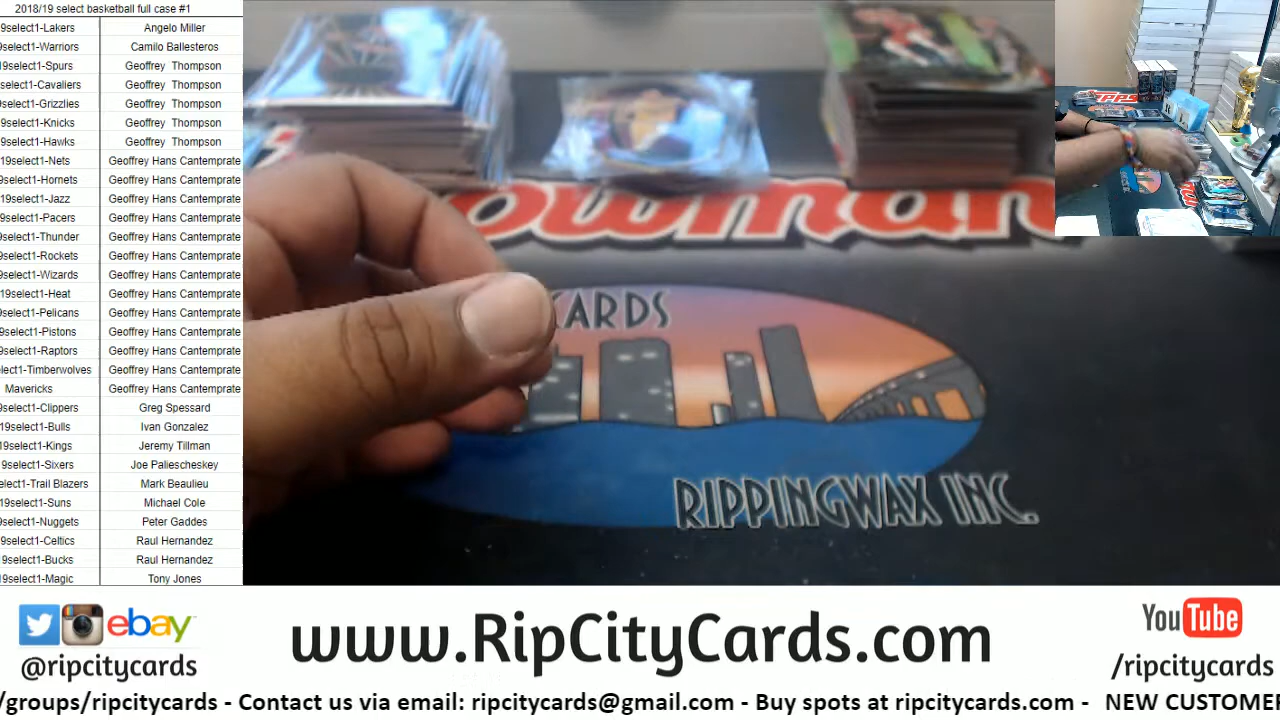 2018/19 select basketball full case #1
9select1-Lakers Angelo Miller
9select1-Warriors Camilo Ballesteros
19select1-Spurs Geoffrey Thompson
select1-Cavaliers Geoffrey Thompson
9select1-Grizzlies Geoffrey Thompson
9select1-Knicks Geoffrey Thompson
9select1-Hawks Geoffrey Thompson
19select1-Nets Geoffrey Hans Cantemprate
9select1-Hornets Geoffrey Hans Cantemprate
19select1-Jazz Geoffrey Hans Cantemprate
9select1-Pacers Geoffrey Hans Cantemprate
9select1-Thunder Geoffrey Hans Cantemprate
9select1-Rockets Geoffrey Hans Cantemprate
9select1-Wizards Geoffrey Hans Cantemprate
19select1-Heat Geoffrey Hans Cantemprate
9select1-Pelicans Geoffrey Hans Cantemprate
9select1-Pistons Geoffrey Hans Cantemprate
9select1-Raptors Geoffrey Hans Cantemprate
elect1-Timberwolves Geoffrey Hans Cantemprate
Mavericks Geoffrey Hans Cantemprate
9select1-Clippers Greg Spessard
19select1-Bulls Ivan Gonzalez
19select1-Kings Jeremy Tillman
9select1-Sixers Joe Paliescheskey
elect1-Trail Blazers Mark Beaulieu
19select1-Suns Michael Cole
9select1-Nuggets Peter Gaddes
9select1-Celtics Raul Hernandez
9select1-Bucks Raul Hernandez
19select1-Magic Tony Jones
owman
CARDS
RIPPINGWAX INC.
ebay
www.RipCityCards.com
YouTube
@ripcitycards
/ripcitycards
/groups/ripcitycards - Contact us via email: ripcitycards@gmail.com - Buy spots at ripcitycards.com - NEW CUSTOMER